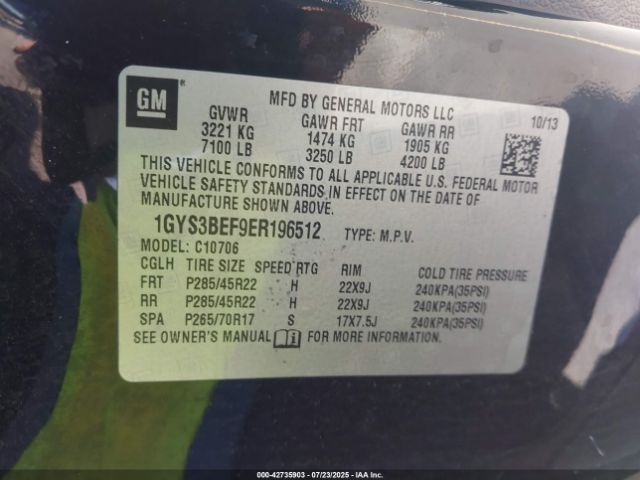 GM
MFD BY GENERAL MOTORS LLC
10/13
GVWR GAWR FRT GAWR RR
3221 KG 1474 KG 1905 KG
7100 LB 3250 LB 4200 LB
THIS VEHICLE CONFORMS TO ALL APPLICABLE U.S. FEDERAL MOTOR
VEHICLE SAFETY STANDARDS IN EFFECT ON THE DATE OF
MANUFACTURE SHOWN ABOVE.
1GYS3BEF9ER196512 TYPE: M.P.V.
MODEL: C10706
CGLH TIRE SIZE SPEED RTG RIM COLD TIRE PRESSURE
FRT P285/45R22 H 22X9J 240KPA(35PSI)
RR P285/45R22 H 22X9J 240KPA(35PSI)
SPA P265/70R17 S 17X7.5J 240KPA(35PSI)
SEE OWNER'S MANUAL FOR MORE INFORMATION.
000-42735903 - 07/23/2025 - IAAI.com